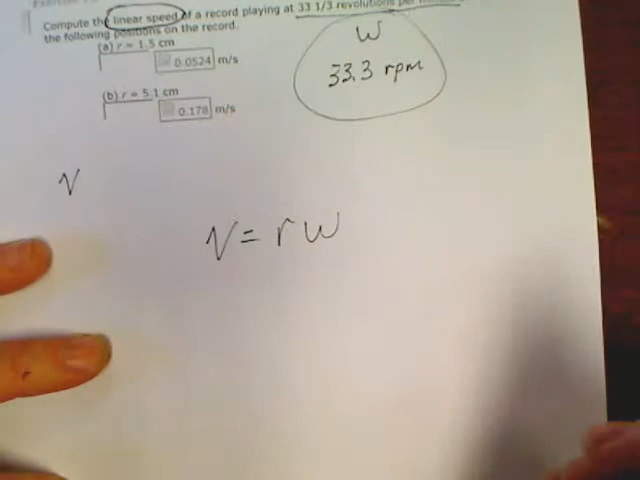 Compute the linear speed of a record playing at 33 1/3 revolutions per
the following positions on the record.
(a) r = 1.5 cm
0.0524 m/s
(b) r = 5.1 cm
0.178 m/s
W
33.3 rpm
V
V = r W